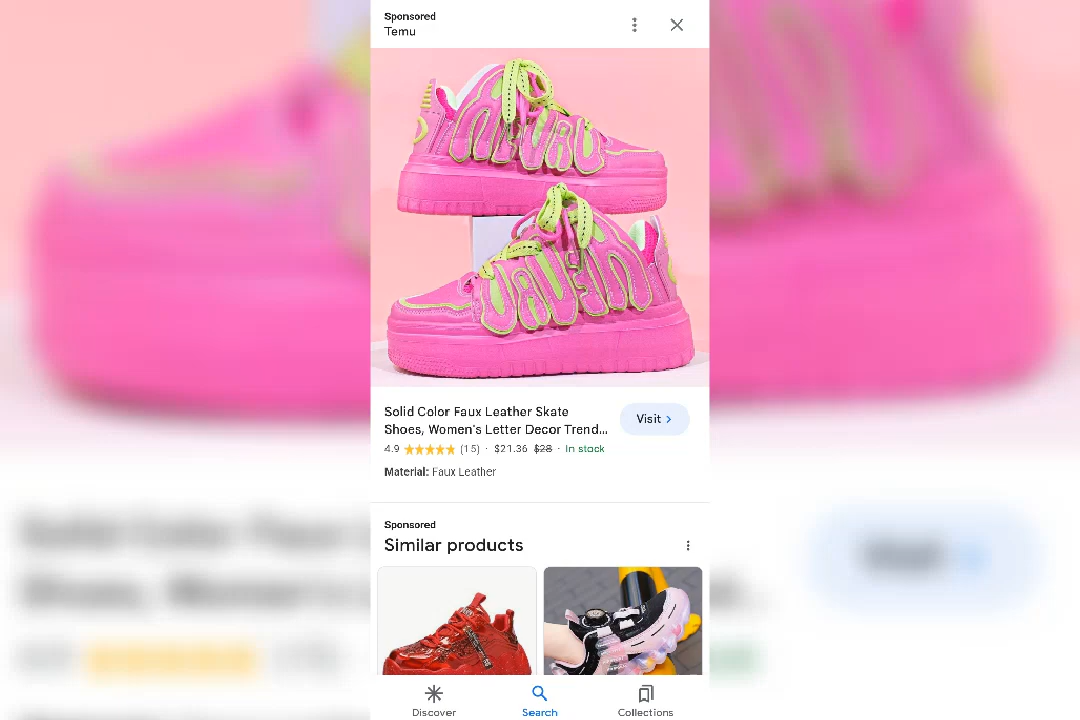 Sponsored
Temu
Solid Color Faux Leather Skate
Shoes, Women's Letter Decor Trend...
Visit
4.9 (15) · $21.36 $28 · In stock
Material: Faux Leather
Sponsored
Similar products
Discover
Search
Collections